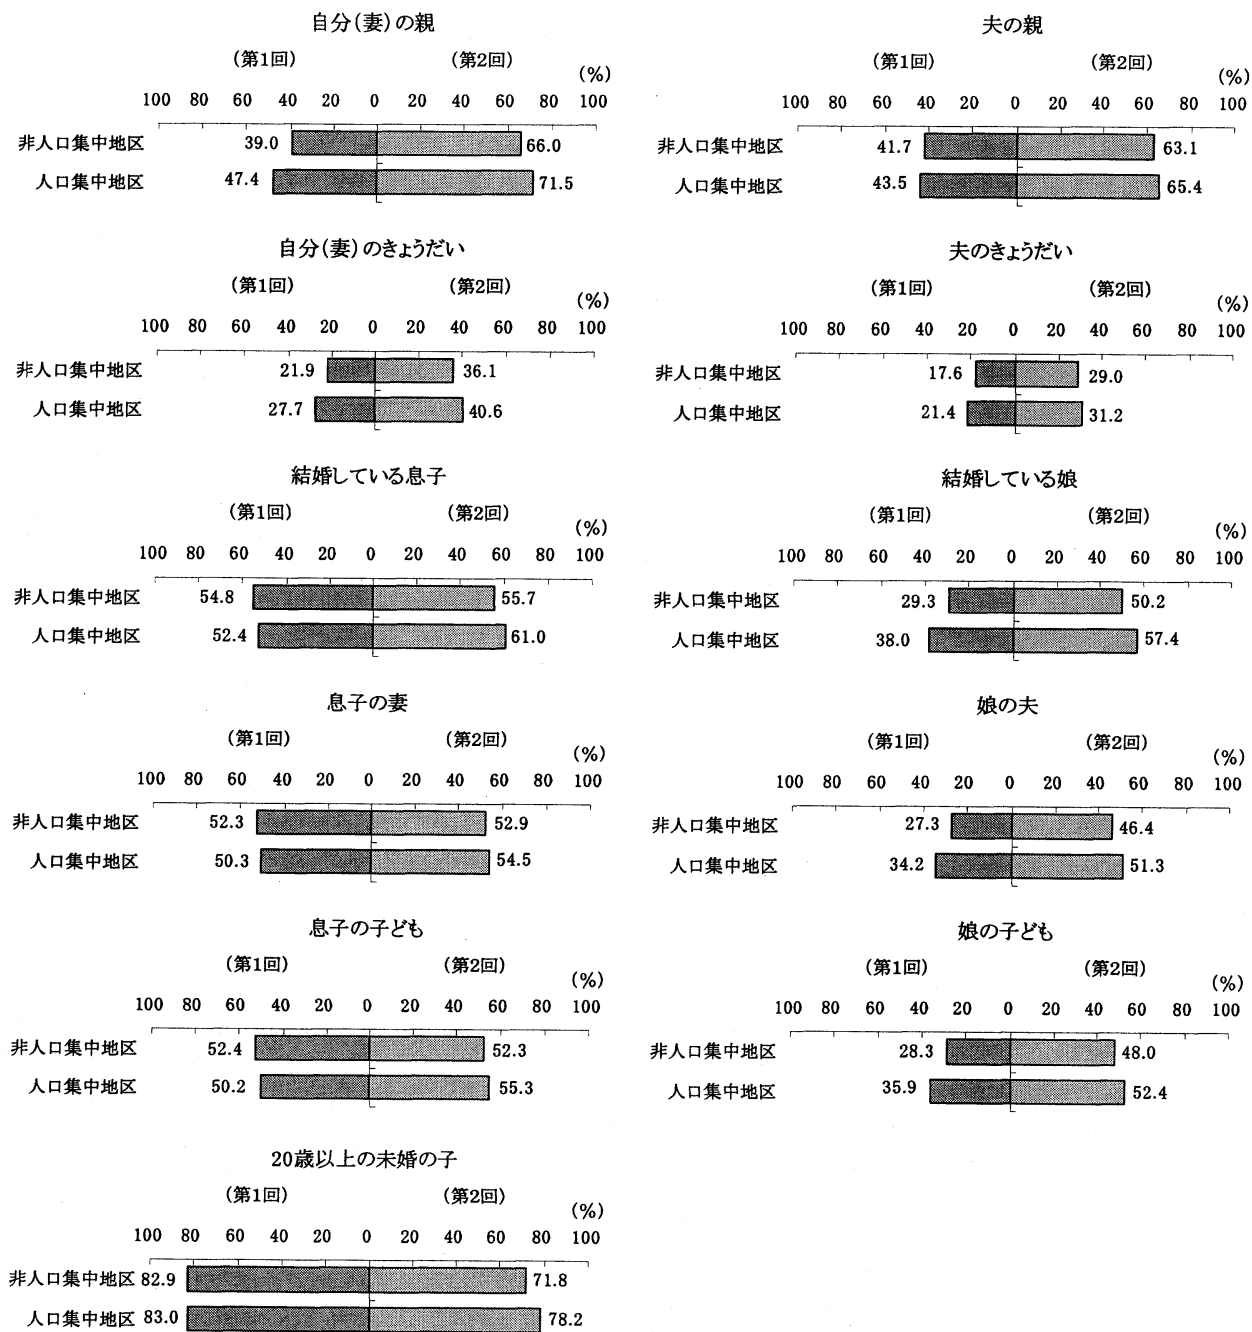 自分(妻)の親
(第1回) (第2回)
(%)
100 80 60 40 20 0 20 40 60 80 100
非人口集中地区 39.0 66.0
人口集中地区 47.4 71.5
夫の親
(第1回) (第2回)
(%)
100 80 60 40 20 0 20 40 60 80 100
非人口集中地区 41.7 63.1
人口集中地区 43.5 65.4
自分(妻)のきょうだい
(第1回) (第2回)
(%)
100 80 60 40 20 0 20 40 60 80 100
非人口集中地区 21.9 36.1
人口集中地区 27.7 40.6
夫のきょうだい
(第1回) (第2回)
(%)
100 80 60 40 20 0 20 40 60 80 100
非人口集中地区 17.6 29.0
人口集中地区 21.4 31.2
結婚している息子
(第1回) (第2回)
(%)
100 80 60 40 20 0 20 40 60 80 100
非人口集中地区 54.8 55.7
人口集中地区 52.4 61.0
結婚している娘
(第1回) (第2回)
(%)
100 80 60 40 20 0 20 40 60 80 100
非人口集中地区 29.3 50.2
人口集中地区 38.0 57.4
息子の妻
(第1回) (第2回)
(%)
100 80 60 40 20 0 20 40 60 80 100
非人口集中地区 52.3 52.9
人口集中地区 50.3 54.5
娘の夫
(第1回) (第2回)
(%)
100 80 60 40 20 0 20 40 60 80 100
非人口集中地区 27.3 46.4
人口集中地区 34.2 51.3
息子の子ども
(第1回) (第2回)
(%)
100 80 60 40 20 0 20 40 60 80 100
非人口集中地区 52.4 52.3
人口集中地区 50.2 55.3
娘の子ども
(第1回) (第2回)
(%)
100 80 60 40 20 0 20 40 60 80 100
非人口集中地区 28.3 48.0
人口集中地区 35.9 52.4
20歳以上の未婚の子
(第1回) (第2回)
(%)
100 80 60 40 20 0 20 40 60 80 100
非人口集中地区 82.9 71.8
人口集中地区 83.0 78.2